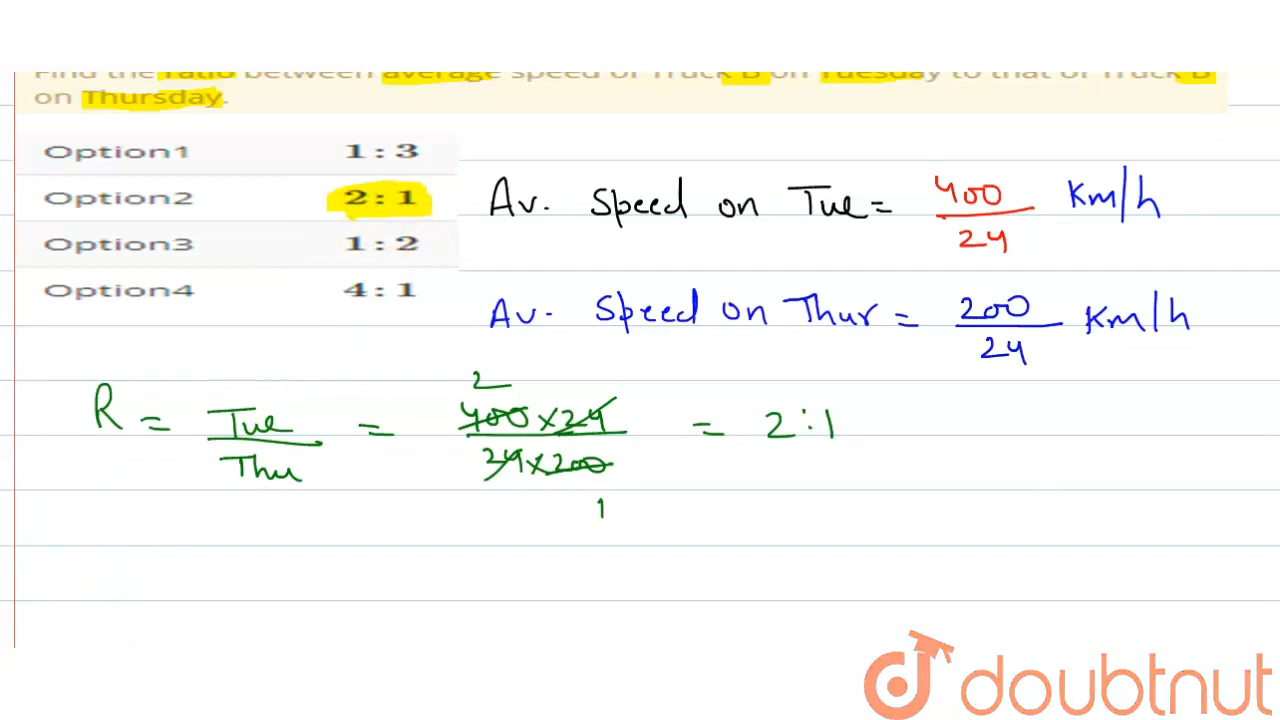 Find the ratio between average speed of Truck B on Tuesday to that of Truck B
on Thursday.
Option1 1 : 3
Option2 2 : 1
Option3 1 : 2
Option4 4 : 1
Av. Speed on Tue = 400/24 Km/h
Av. Speed on Thur = 200/24 Km/h
R = Tue/Thu = 400×24/24×200 = 2:1
2
1
doubtnut